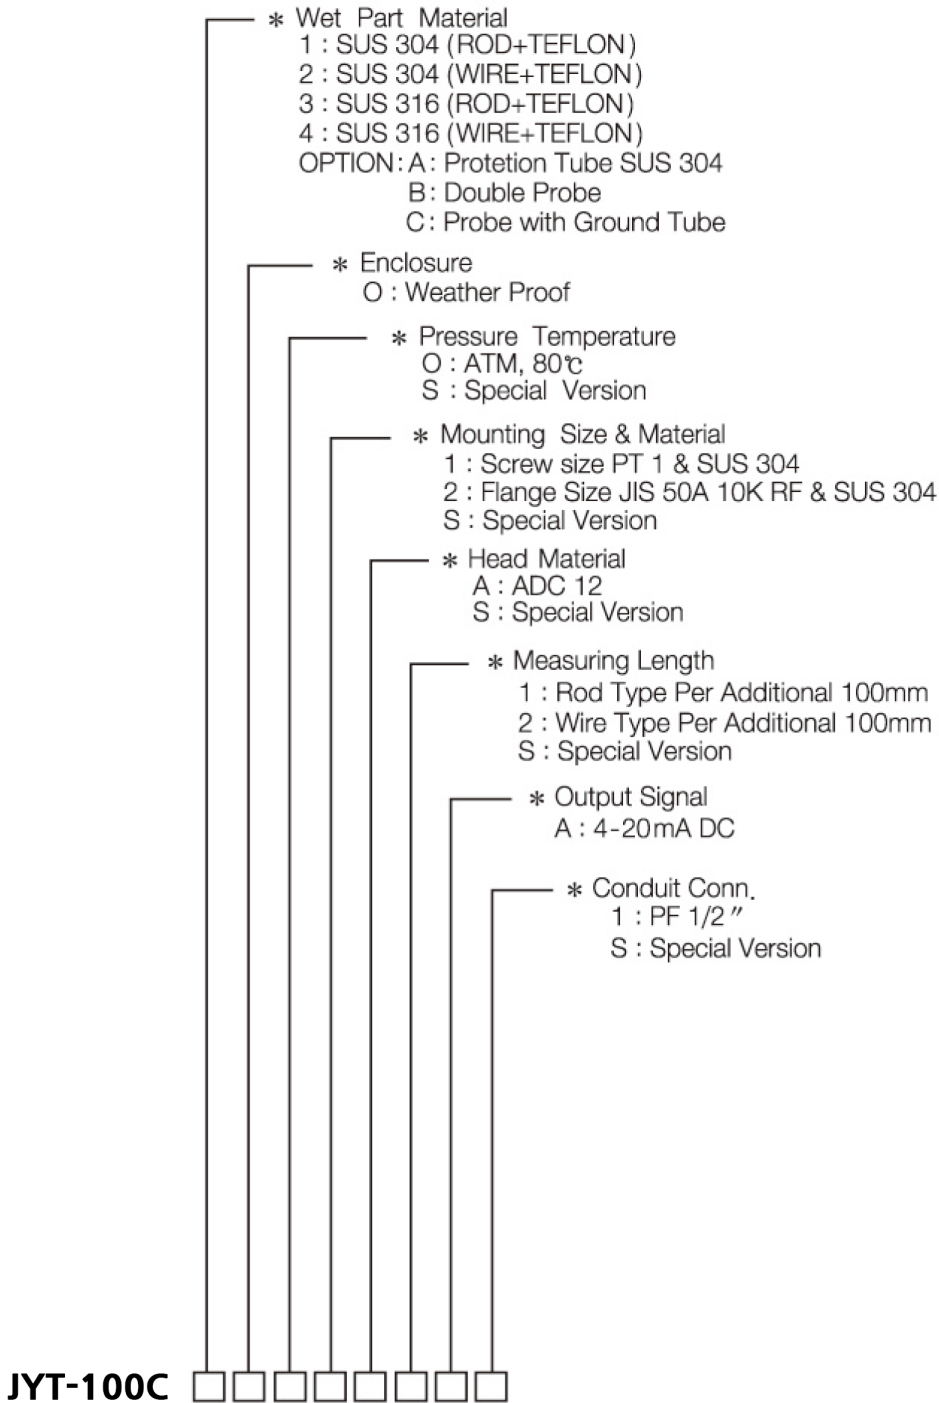 * Wet Part Material
1 : SUS 304 (ROD+TEFLON)
2 : SUS 304 (WIRE+TEFLON)
3 : SUS 316 (ROD+TEFLON)
4 : SUS 316 (WIRE+TEFLON)
OPTION : A : Protetion Tube SUS 304
B : Double Probe
C : Probe with Ground Tube
* Enclosure
O : Weather Proof
* Pressure Temperature
O : ATM, 80℃
S : Special Version
* Mounting Size & Material
1 : Screw size PT 1 & SUS 304
2 : Flange Size JIS 50A 10K RF & SUS 304
S : Special Version
* Head Material
A : ADC 12
S : Special Version
* Measuring Length
1 : Rod Type Per Additional 100mm
2 : Wire Type Per Additional 100mm
S : Special Version
* Output Signal
A : 4-20mA DC
* Conduit Conn.
1 : PF 1/2″
S : Special Version
JYT-100C